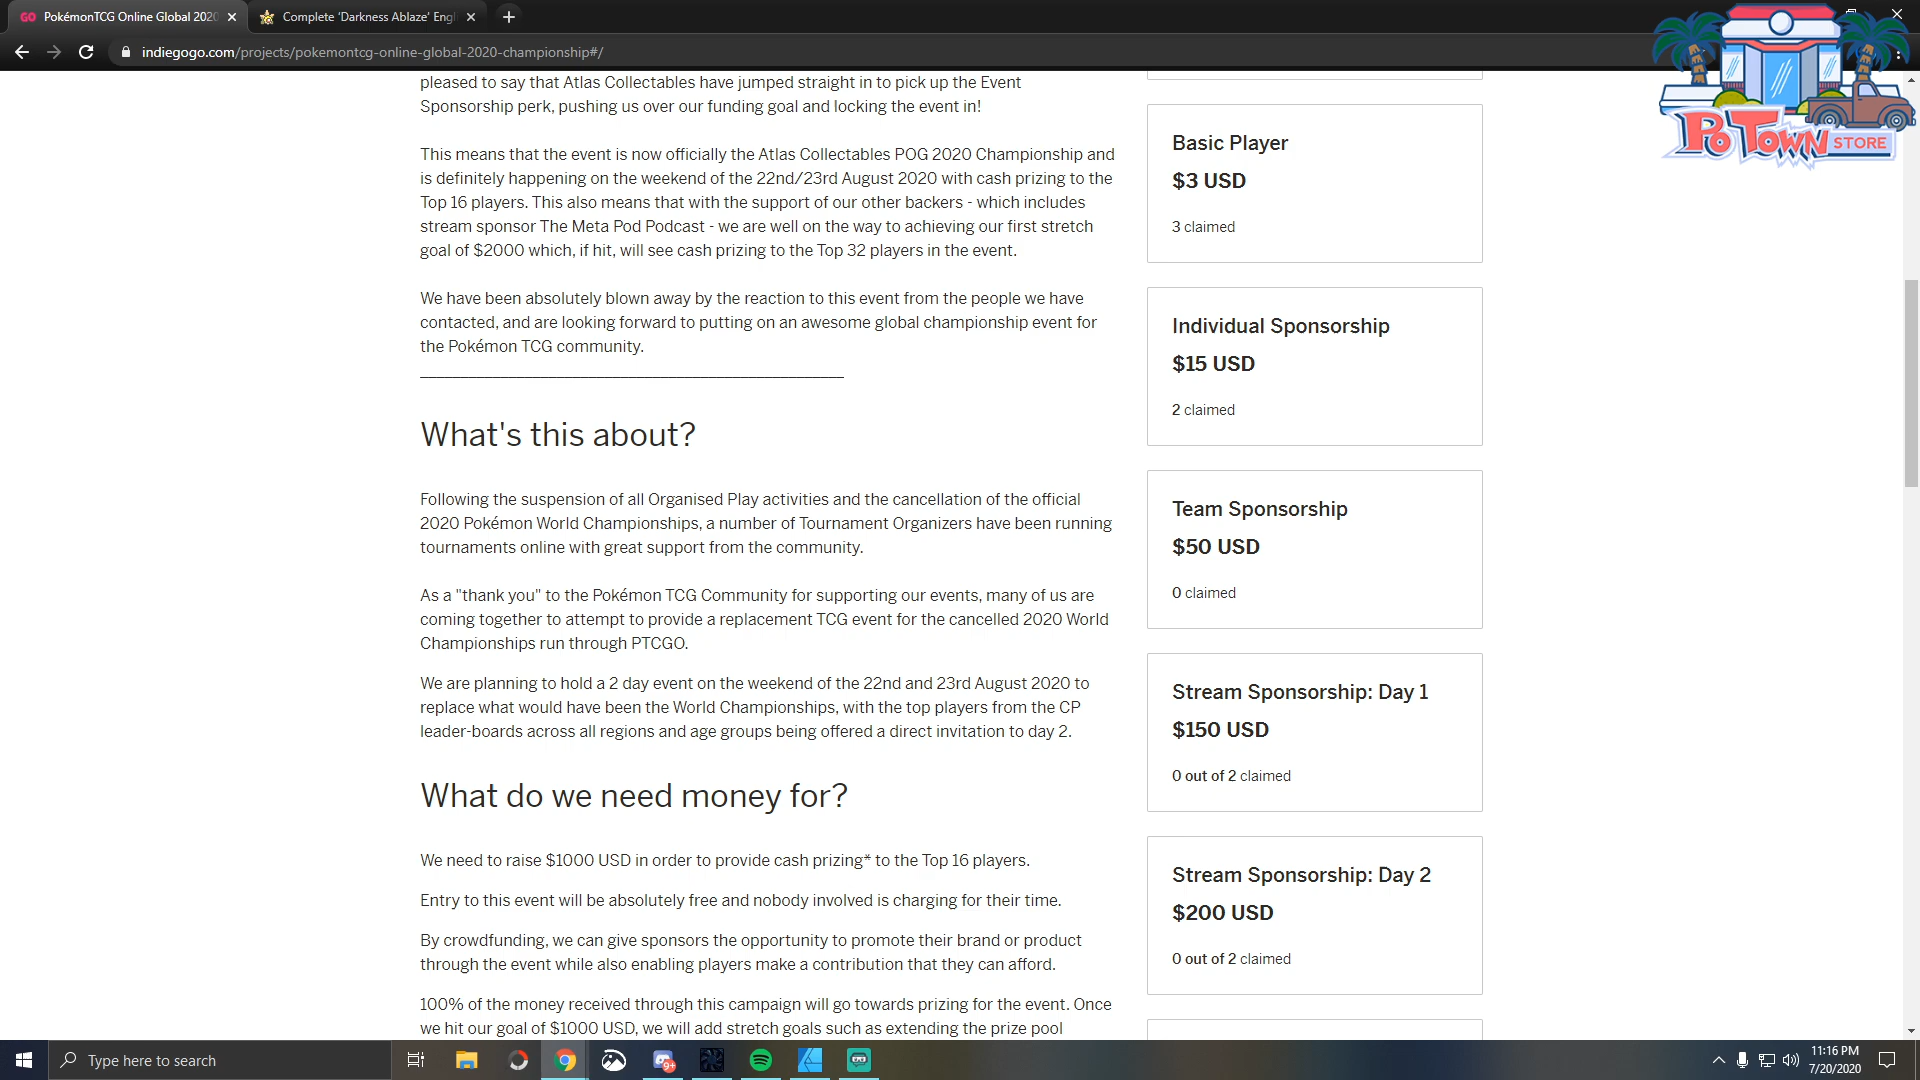 GO PokémonTCG Online Global 2020
Complete 'Darkness Ablaze' Engl
indiegogo.com/projects/pokemontcg-online-global-2020-championship#/
PoTown STORE
pleased to say that Atlas Collectables have jumped straight in to pick up the Event
Sponsorship perk, pushing us over our funding goal and locking the event in!
This means that the event is now officially the Atlas Collectables POG 2020 Championship and
is definitely happening on the weekend of the 22nd/23rd August 2020 with cash prizing to the
Top 16 players. This also means that with the support of our other backers - which includes
stream sponsor The Meta Pod Podcast - we are well on the way to achieving our first stretch
goal of $2000 which, if hit, will see cash prizing to the Top 32 players in the event.
We have been absolutely blown away by the reaction to this event from the people we have
contacted, and are looking forward to putting on an awesome global championship event for
the Pokémon TCG community.
What's this about?
Following the suspension of all Organised Play activities and the cancellation of the official
2020 Pokémon World Championships, a number of Tournament Organizers have been running
tournaments online with great support from the community.
As a "thank you" to the Pokémon TCG Community for supporting our events, many of us are
coming together to attempt to provide a replacement TCG event for the cancelled 2020 World
Championships run through PTCGO.
We are planning to hold a 2 day event on the weekend of the 22nd and 23rd August 2020 to
replace what would have been the World Championships, with the top players from the CP
leader-boards across all regions and age groups being offered a direct invitation to day 2.
What do we need money for?
We need to raise $1000 USD in order to provide cash prizing* to the Top 16 players.
Entry to this event will be absolutely free and nobody involved is charging for their time.
By crowdfunding, we can give sponsors the opportunity to promote their brand or product
through the event while also enabling players make a contribution that they can afford.
100% of the money received through this campaign will go towards prizing for the event. Once
we hit our goal of $1000 USD, we will add stretch goals such as extending the prize pool
Basic Player
$3 USD
3 claimed
Individual Sponsorship
$15 USD
2 claimed
Team Sponsorship
$50 USD
0 claimed
Stream Sponsorship: Day 1
$150 USD
0 out of 2 claimed
Stream Sponsorship: Day 2
$200 USD
0 out of 2 claimed
Type here to search
9+
11:16 PM
7/20/2020